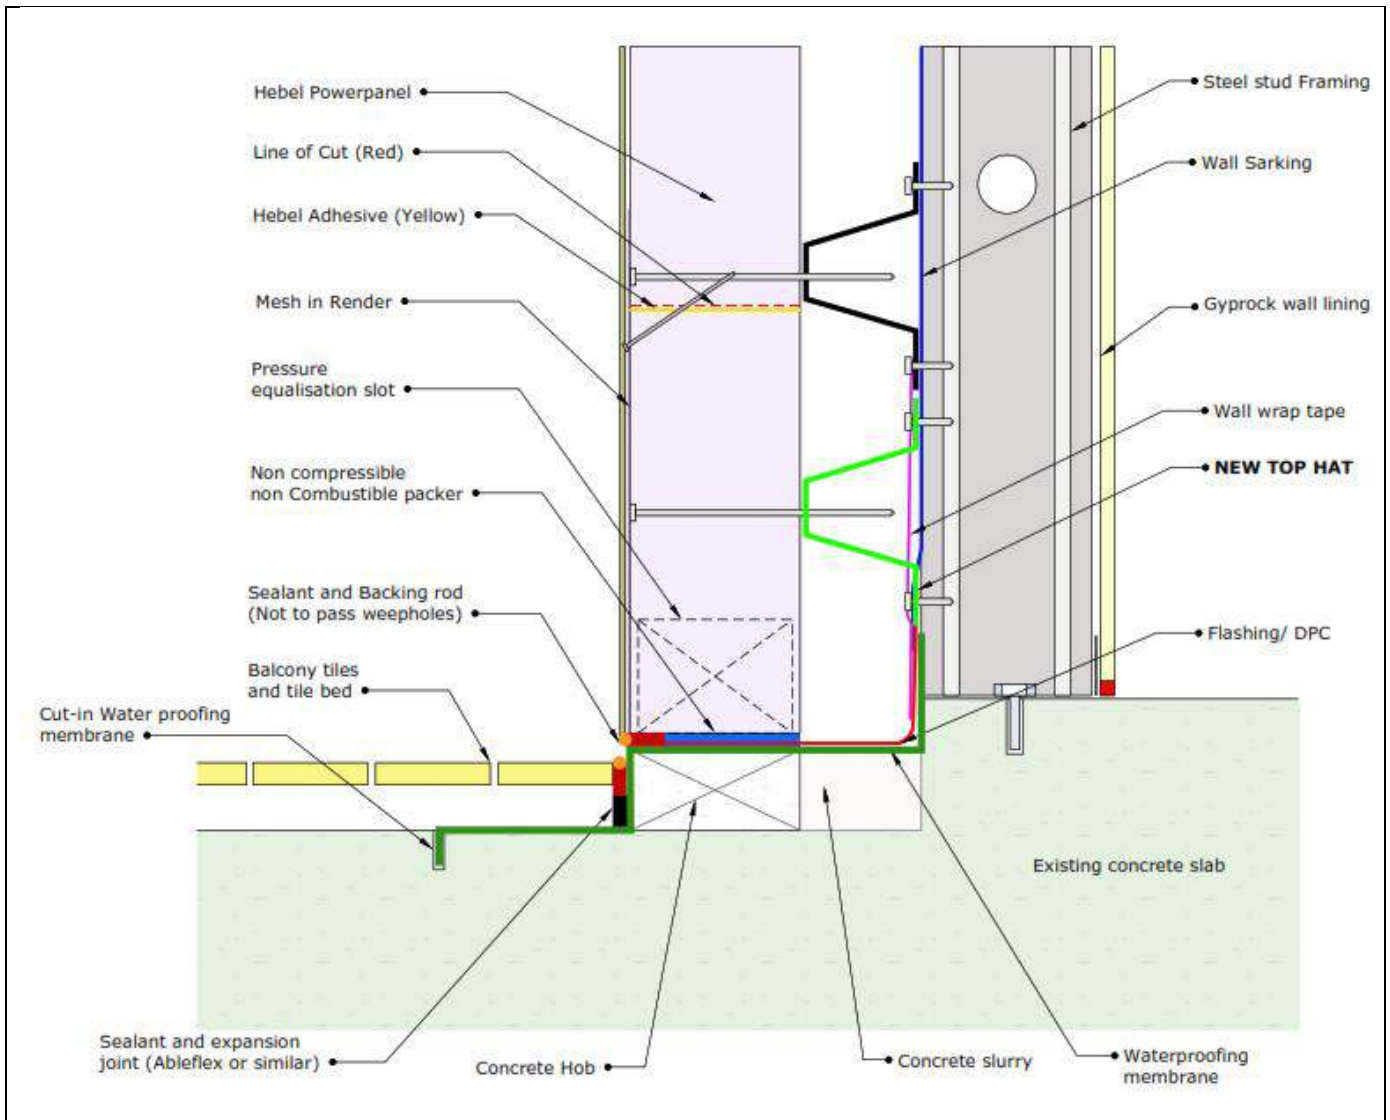 Hebel Powerpanel
Line of Cut (Red)
Hebel Adhesive (Yellow)
Mesh in Render
Pressure
equalisation slot
Non compressible
non Combustible packer
Sealant and Backing rod
(Not to pass weepholes)
Balcony tiles
and tile bed
Cut-in Water proofing
membrane
Sealant and expansion
joint (Ableflex or similar)
Concrete Hob
Concrete slurry
Waterproofing
membrane
Existing concrete slab
Steel stud Framing
Wall Sarking
Gyprock wall lining
Wall wrap tape
NEW TOP HAT
Flashing/ DPC